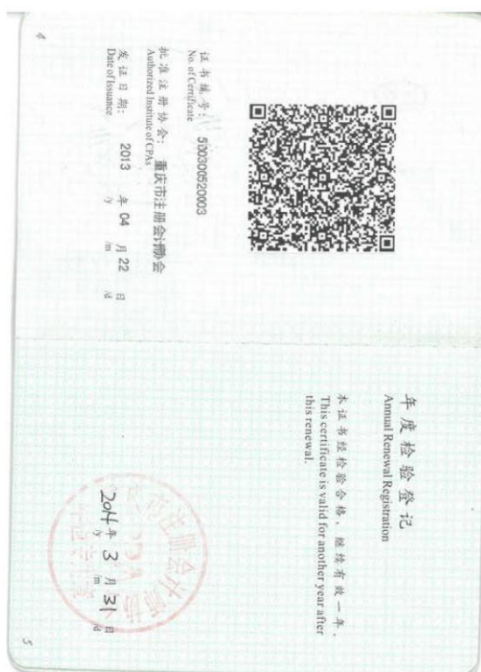 证书编号： 500300520003
No. of Certificate
批准注册协会： 重庆市注册会计师协会
Authorized Institute of CPAs
发证日期： 2013 年 04 月 22 日
Date of Issuance /y /m /d
4
年度检验登记
Annual Renewal Registration
本证书经检验合格，继续有效一年。
This certificate is valid for another year after
this renewal.
2014 年 3 月 31 日
/y /m /d
5